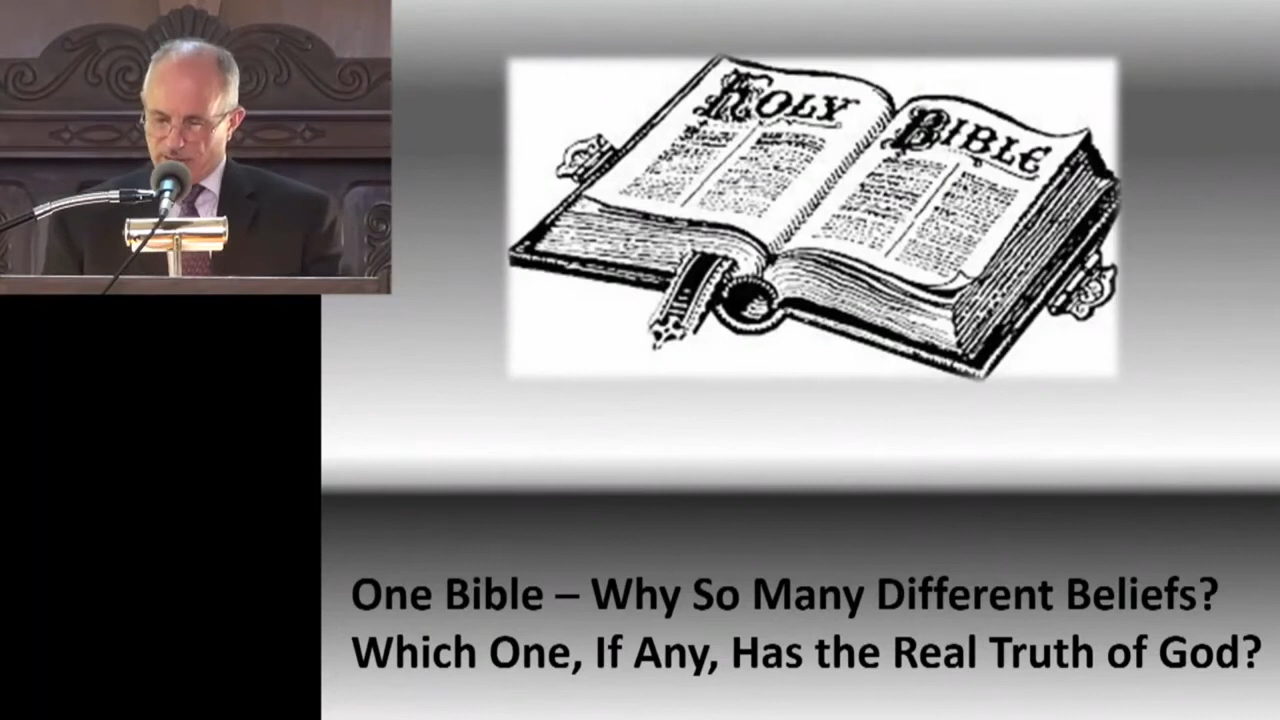 HOLY BIBLE
One Bible – Why So Many Different Beliefs?
Which One, If Any, Has the Real Truth of God?